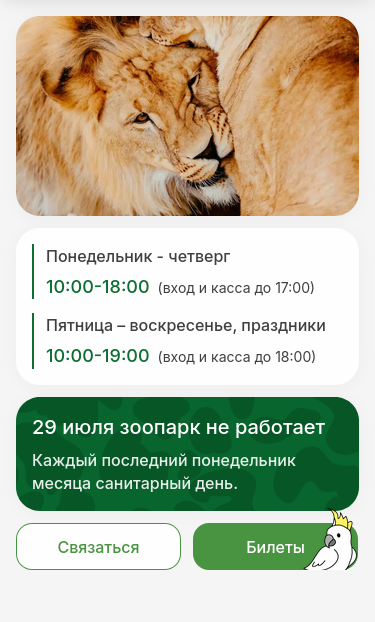 Понедельник - четверг
10:00-18:00 (вход и касса до 17:00)
Пятница – воскресенье, праздники
10:00-19:00 (вход и касса до 18:00)
29 июля зоопарк не работает
Каждый последний понедельник
месяца санитарный день.
Связаться
Билеты